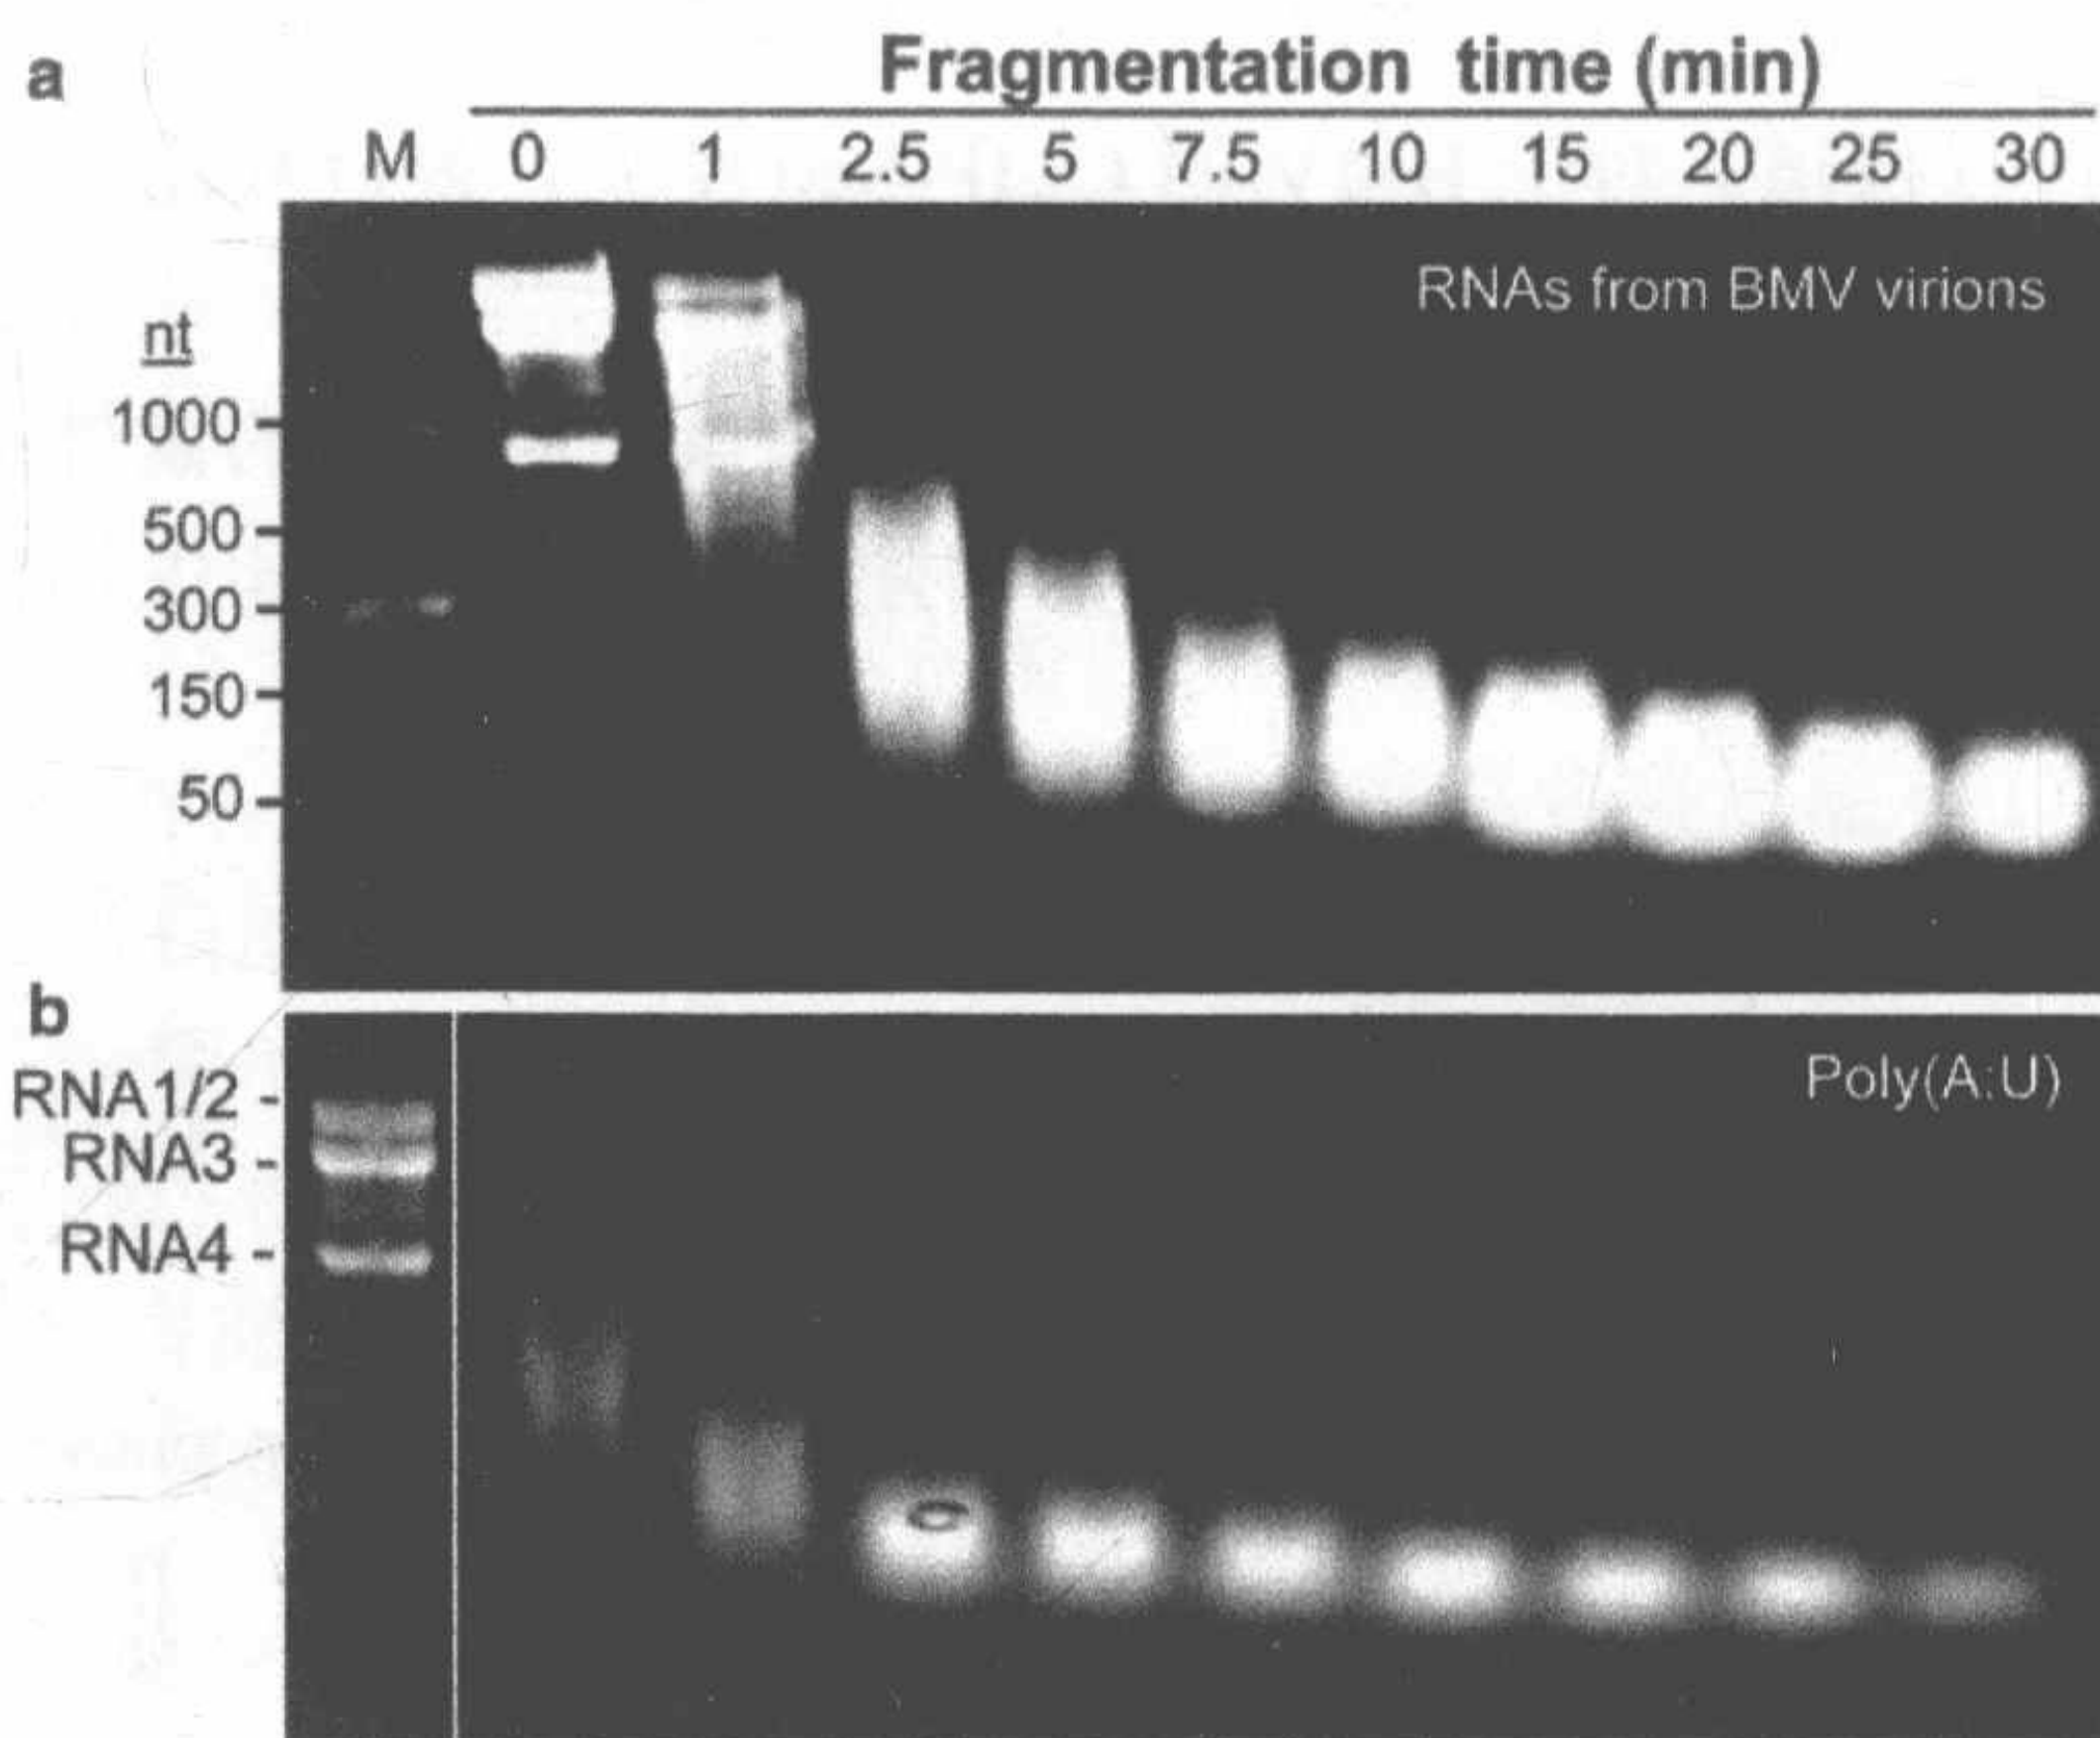 a
Fragmentation time (min)
M 0 1 2.5 5 7.5 10 15 20 25 30
RNAs from BMV virions
nt
1000
500
300
150
50
b
Poly(A:U)
RNA1/2 -
RNA3 -
RNA4 -